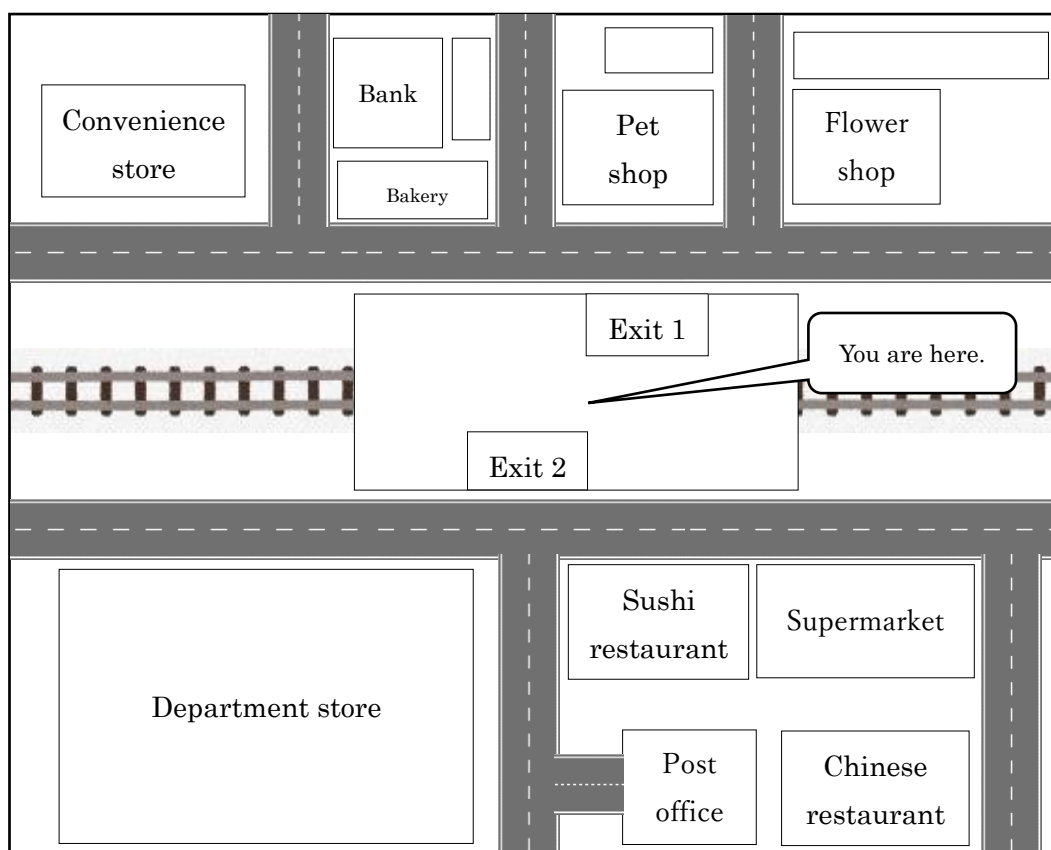 Bank
Convenience
store
Bakery
Pet
shop
Flower
shop
Exit 1
You are here.
Exit 2
Sushi
restaurant
Supermarket
Department store
Post
office
Chinese
restaurant